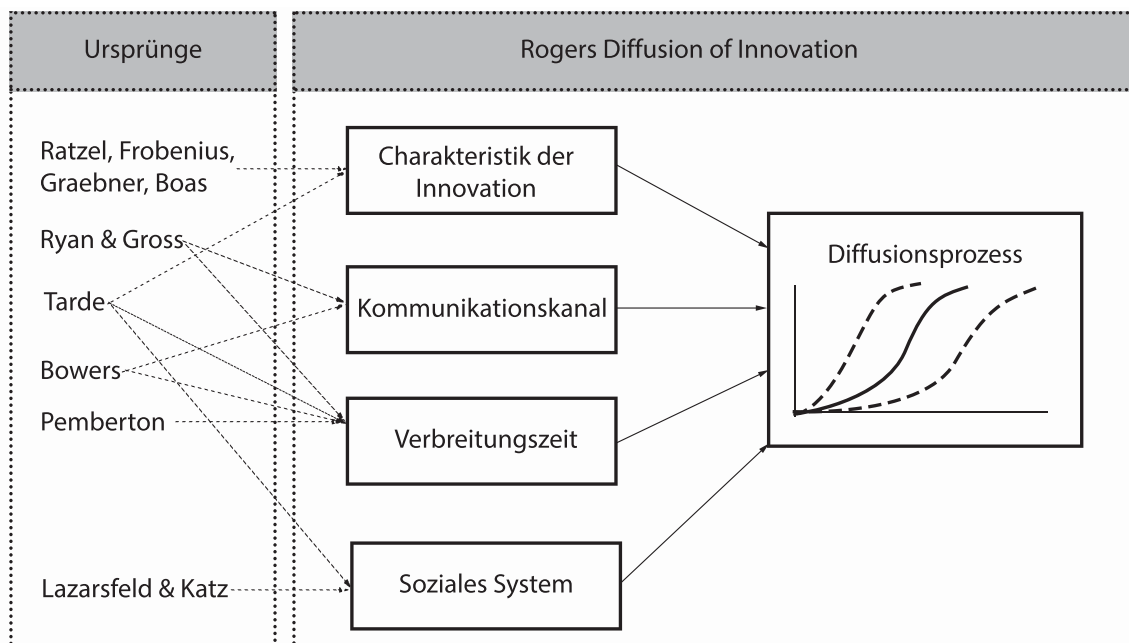 Ursprünge
Rogers Diffusion of Innovation
Ratzel, Frobenius,
Graebner, Boas
Ryan & Gross
Tarde
Bowers
Pemberton
Lazarsfeld & Katz
Charakteristik der
Innovation
Kommunikationskanal
Verbreitungszeit
Soziales System
Diffusionsprozess